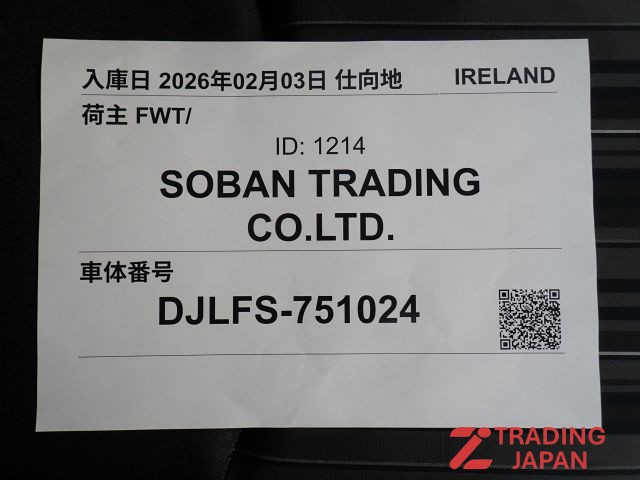 入庫日 2026年02月03日 仕向地 IRELAND
荷主 FWT/
ID: 1214
SOBAN TRADING
CO.LTD.
車体番号
DJLFS-751024
TRADING
JAPAN